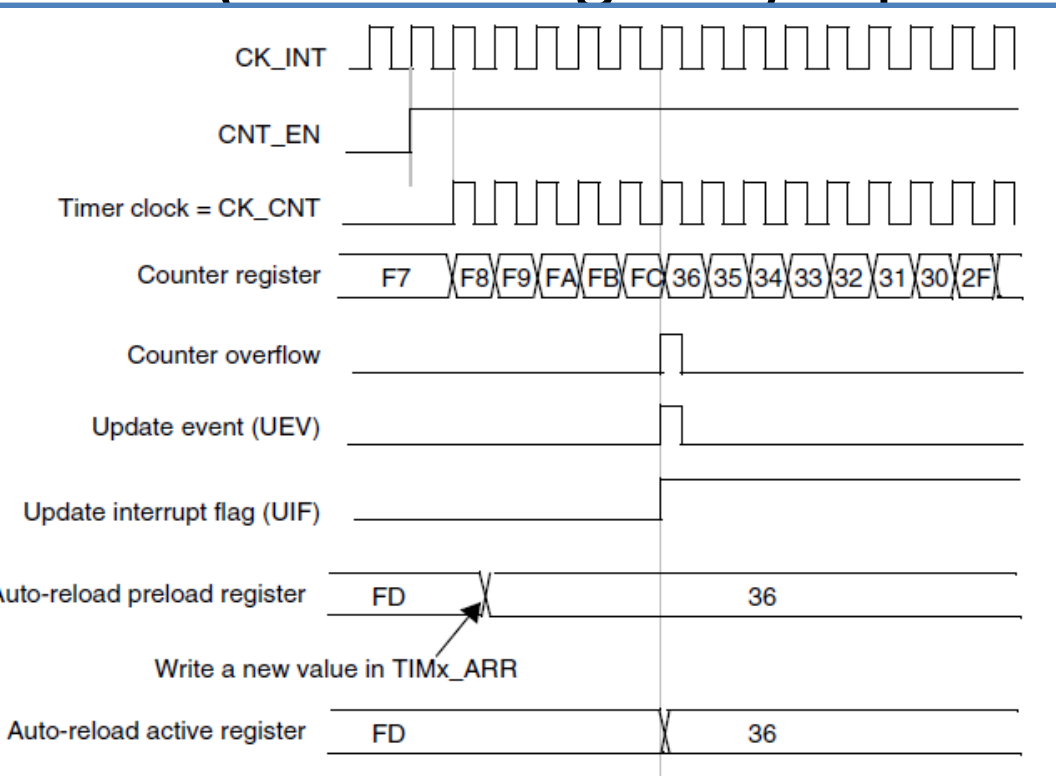 CK_INT
CNT_EN
Timer clock = CK_CNT
Counter register F7 F8 F9 FA FB FC 36 35 34 33 32 31 30 2F
Counter overflow
Update event (UEV)
Update interrupt flag (UIF)
Auto-reload preload register FD 36
Write a new value in TIMx_ARR
Auto-reload active register FD 36